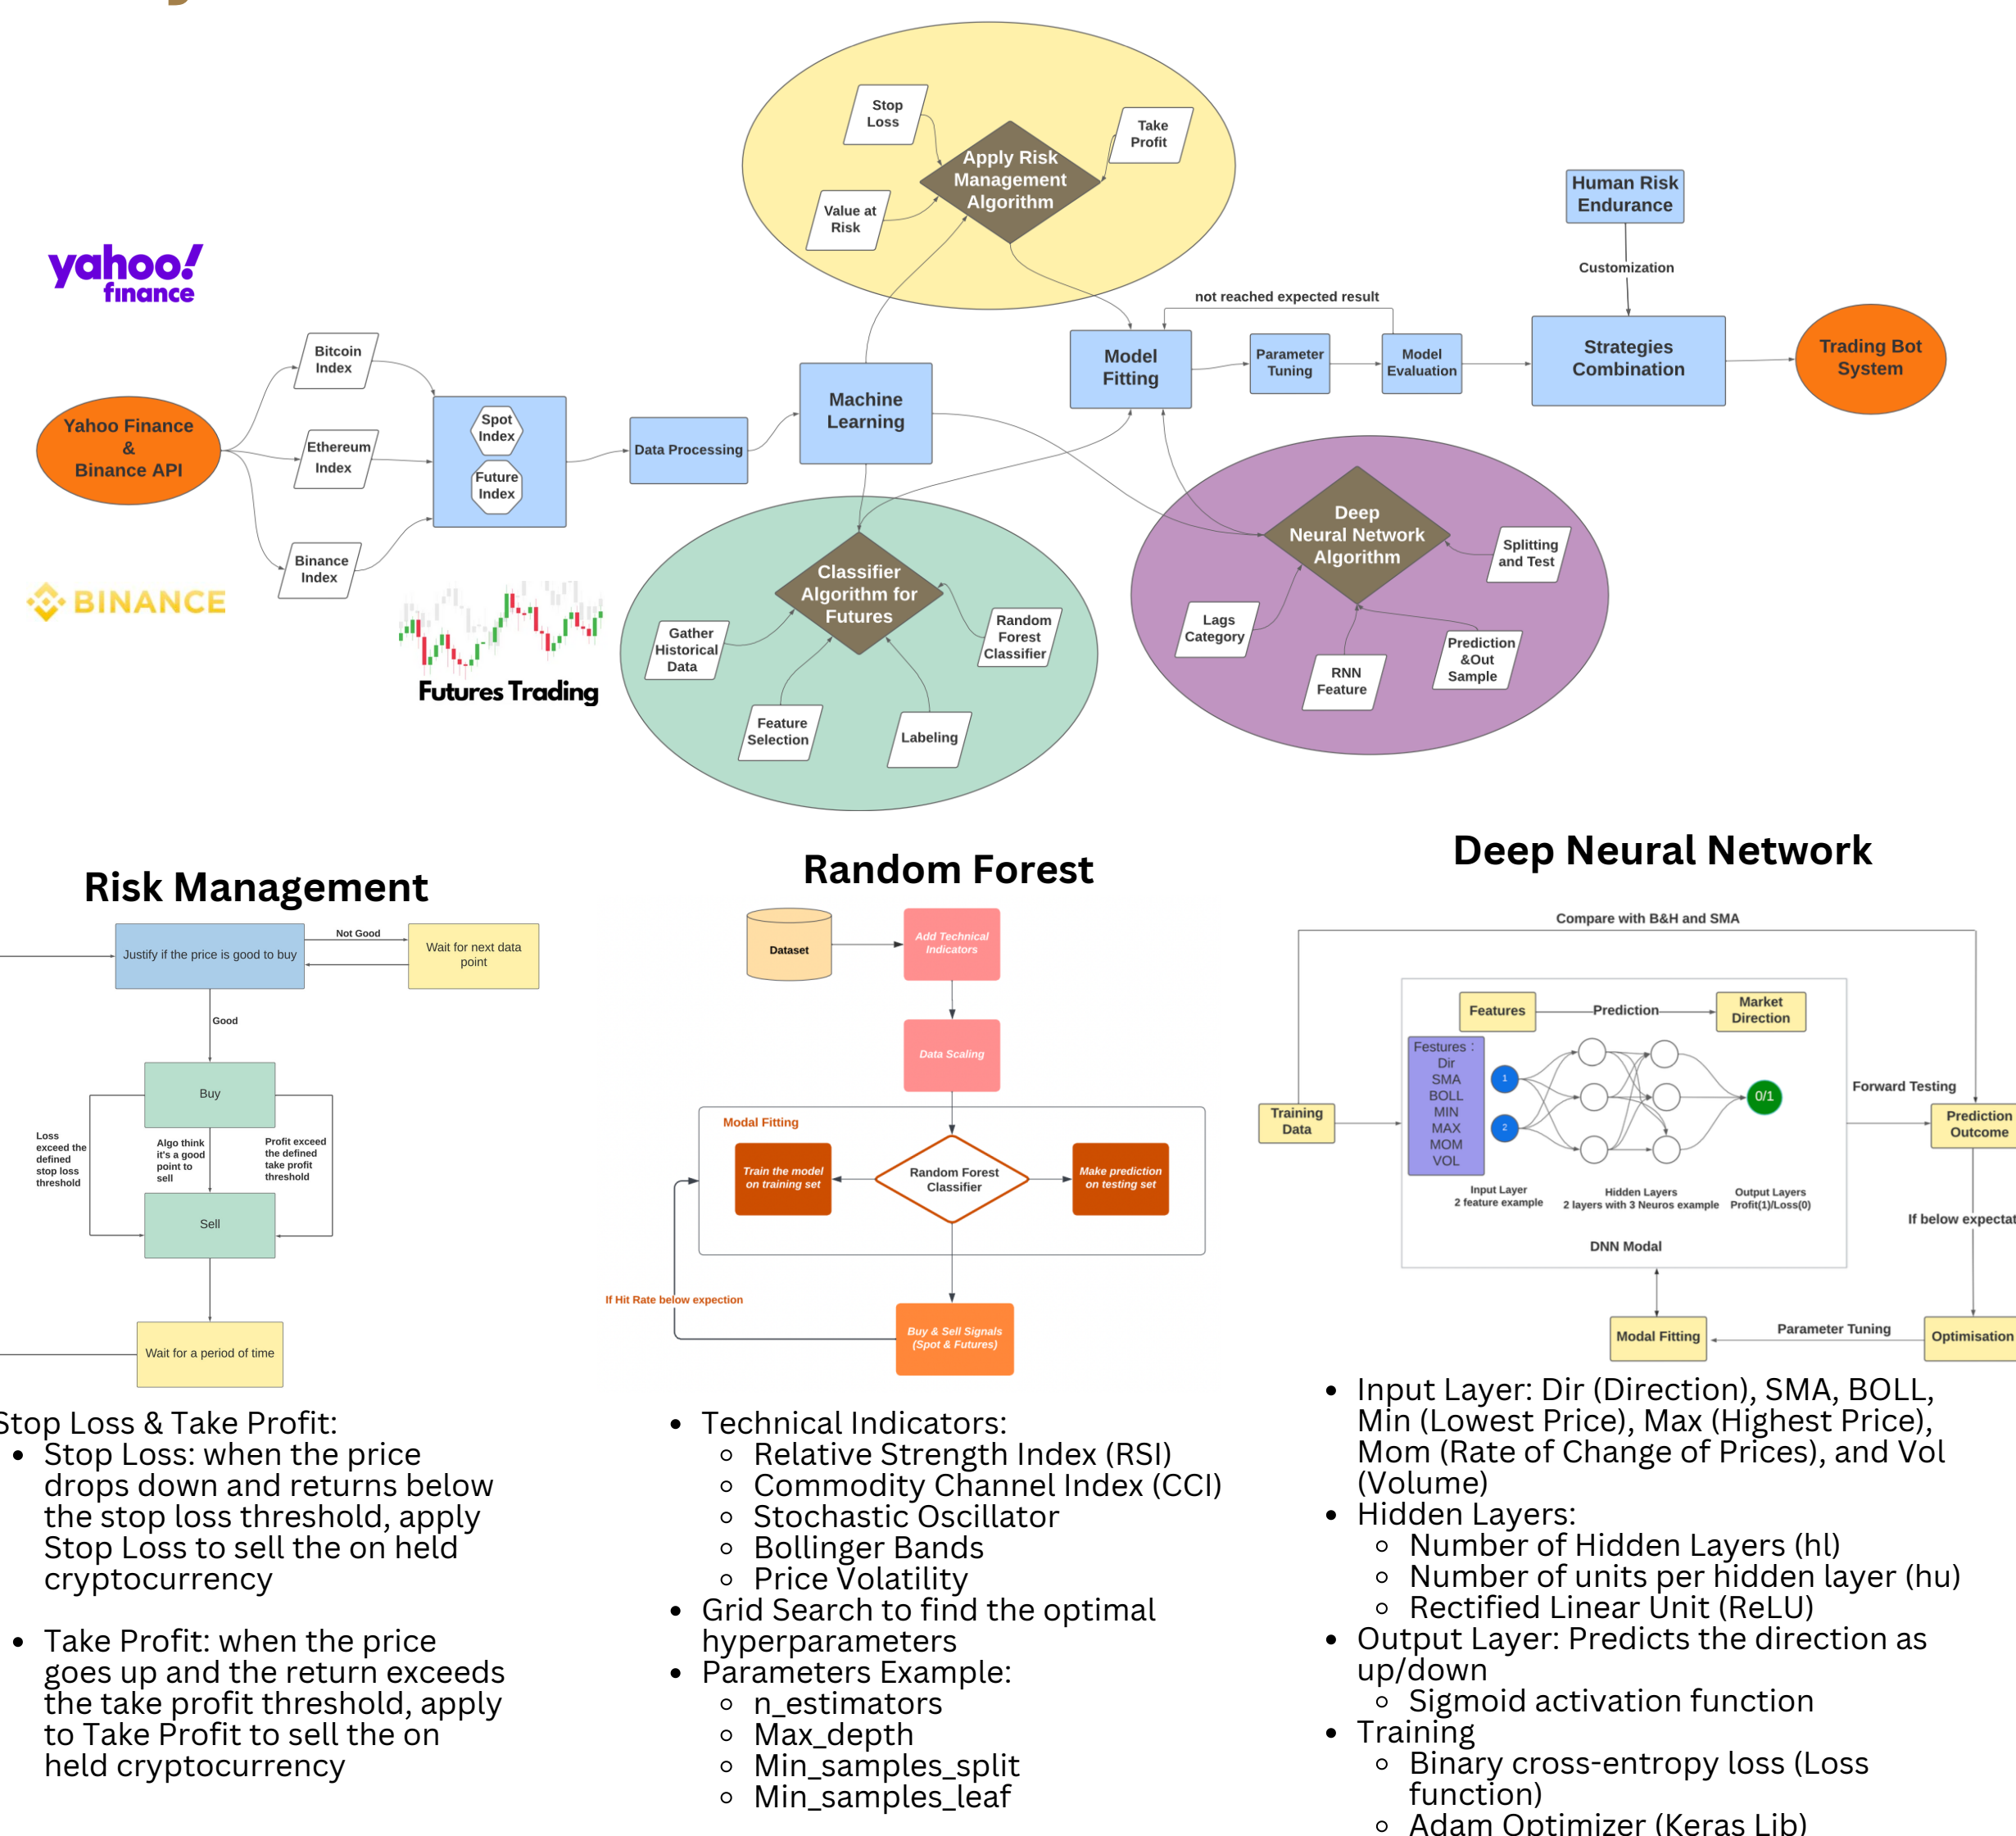 Stop
Loss
Take
Profit
Apply Risk
Management
Algorithm
Value at
Risk
Human Risk
Endurance
Customization
yahoo!
finance
not reached expected result
Bitcoin
Index
Model
Fitting
Parameter
Tuning
Model
Evaluation
Strategies
Combination
Trading Bot
System
Machine
Learning
Yahoo Finance
&
Binance API
Ethereum
Index
Spot
Index
Future
Index
Data Processing
Binance
Index
BINANCE
Futures Trading
Classifier
Algorithm for
Futures
Gather
Historical
Data
Feature
Selection
Labeling
Random
Forest
Classifier
Deep
Neural Network
Algorithm
Splitting
and Test
Lags
Category
RNN
Feature
Prediction
&Out
Sample
Risk Management
Justify if the price is good to buy
Not Good
Wait for next data
point
Good
Buy
Loss
exceed the
defined
stop loss
threshold
Algo think
it's a good
point to
sell
Profit exceed
the defined
take profit
threshold
Sell
Wait for a period of time
Stop Loss & Take Profit:
• Stop Loss: when the price
drops down and returns below
the stop loss threshold, apply
Stop Loss to sell the on held
cryptocurrency
• Take Profit: when the price
goes up and the return exceeds
the take profit threshold, apply
to Take Profit to sell the on
held cryptocurrency
Random Forest
Dataset
Add Technical
Indicators
Data Scaling
Modal Fitting
Train the model
on training set
Random Forest
Classifier
Make prediction
on testing set
If Hit Rate below expection
Buy & Sell Signals
(Spot & Futures)
• Technical Indicators:
Relative Strength Index (RSI)
Commodity Channel Index (CCI)
Stochastic Oscillator
Bollinger Bands
Price Volatility
• Grid Search to find the optimal
hyperparameters
• Parameters Example:
n_estimators
Max_depth
Min_samples_split
Min_samples_leaf
Deep Neural Network
Compare with B&H and SMA
Features
Prediction
Market
Direction
Festures：
Dir
SMA
BOLL
MIN
MAX
MOM
VOL
1
2
0/1
Training
Data
Forward Testing
Prediction
Outcome
Input Layer
2 feature example
Hidden Layers
2 layers with 3 Neuros example
Output Layers
Profit(1)/Loss(0)
DNN Modal
If below expectat
Modal Fitting
Parameter Tuning
Optimisation
• Input Layer: Dir (Direction), SMA, BOLL,
Min (Lowest Price), Max (Highest Price),
Mom (Rate of Change of Prices), and Vol
(Volume)
• Hidden Layers:
Number of Hidden Layers (hl)
Number of units per hidden layer (hu)
Rectified Linear Unit (ReLU)
• Output Layer: Predicts the direction as
up/down
Sigmoid activation function
• Training
Binary cross-entropy loss (Loss
function)
Adam Optimizer (Keras Lib)